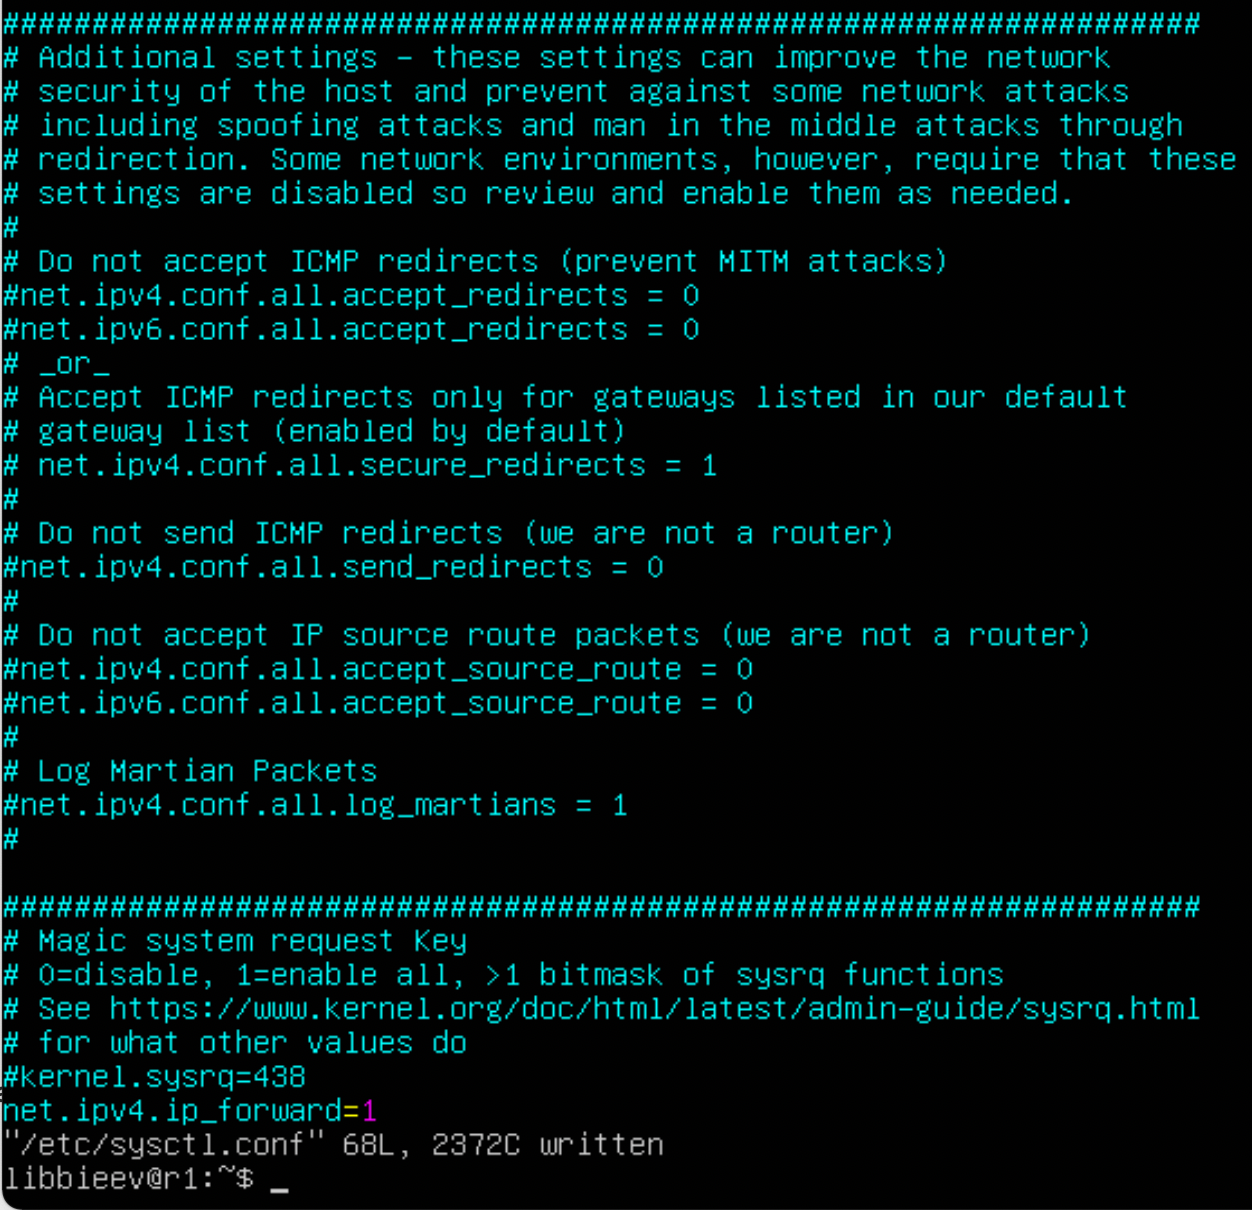 ###################################################################
# Additional settings - these settings can improve the network
# security of the host and prevent against some network attacks
# including spoofing attacks and man in the middle attacks through
# redirection. Some network environments, however, require that these
# settings are disabled so review and enable them as needed.
#
# Do not accept ICMP redirects (prevent MITM attacks)
#net.ipv4.conf.all.accept_redirects = 0
#net.ipv6.conf.all.accept_redirects = 0
# _or_
# Accept ICMP redirects only for gateways listed in our default
# gateway list (enabled by default)
# net.ipv4.conf.all.secure_redirects = 1
#
# Do not send ICMP redirects (we are not a router)
#net.ipv4.conf.all.send_redirects = 0
#
# Do not accept IP source route packets (we are not a router)
#net.ipv4.conf.all.accept_source_route = 0
#net.ipv6.conf.all.accept_source_route = 0
#
# Log Martian Packets
#net.ipv4.conf.all.log_martians = 1
#
###################################################################
# Magic system request Key
# 0=disable, 1=enable all, >1 bitmask of sysrq functions
# See https://www.kernel.org/doc/html/latest/admin-guide/sysrq.html
# for what other values do
#kernel.sysrq=438
net.ipv4.ip_forward=1
"/etc/sysctl.conf" 68L, 2372C written
libbieev@r1:~$ _